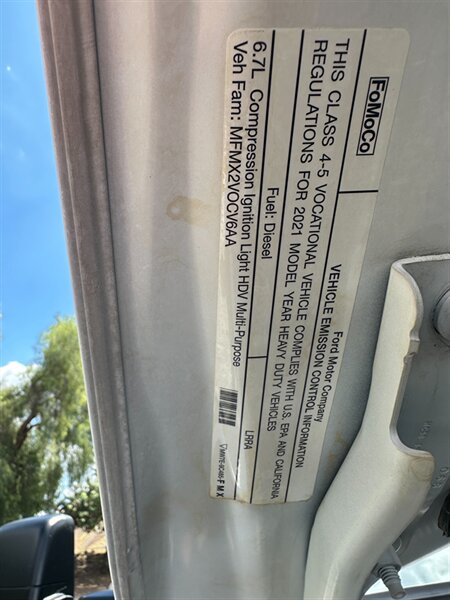 FoMoCo
Ford Motor Company
VEHICLE EMISSION CONTROL INFORMATION
THIS CLASS 4-5 VOCATIONAL VEHICLE COMPLIES WITH U.S. EPA AND CALIFORNIA
REGULATIONS FOR 2021 MODEL YEAR HEAVY DUTY VEHICLES
Fuel: Diesel
LRRA
6.7L Compression Ignition Light HDV Multi-Purpose
Veh Fam: MFMX2VOCV6AA
FMX